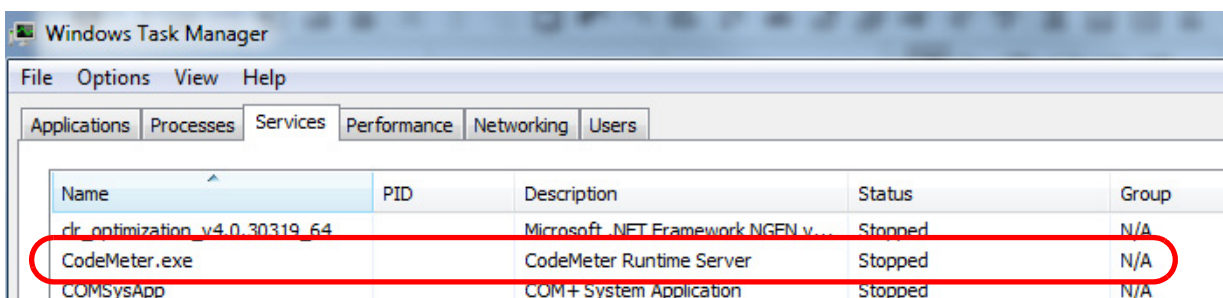 Windows Task Manager
File Options View Help
Applications Processes Services Performance Networking Users
Name PID Description Status Group
clr_optimization_v4.0.30319_64 Microsoft .NET Framework NGEN v... Stopped N/A
CodeMeter.exe CodeMeter Runtime Server Stopped N/A
COMSysApp COM+ System Application Stopped N/A